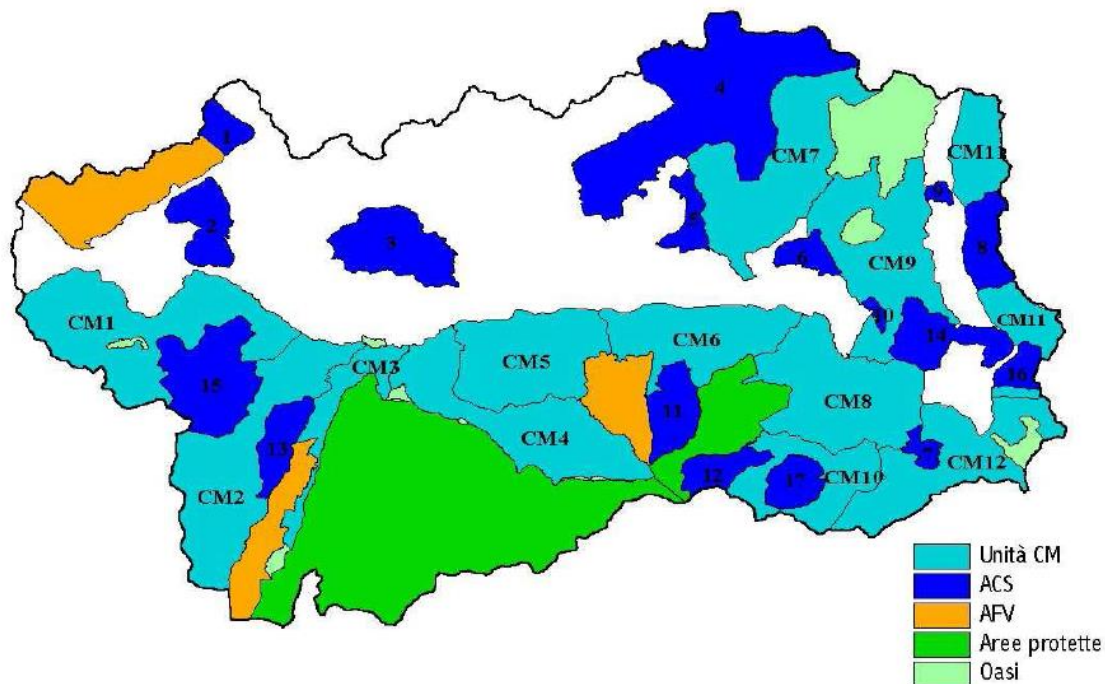 4
1
CM7
CM11
2
5
9
3
6
8
CM9
CM1
10
14
CM11
CM6
CM3
CM5
16
15
11
CM8
CM4
13
7
CM12
CM2
12
17
CM10
Unità CM
ACS
AFV
Aree protette
Oasi